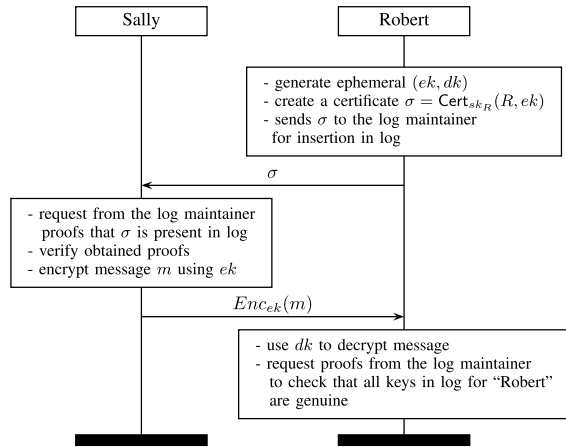 Sally
Robert
- generate ephemeral (ek, dk)
- create a certificate σ = Cert_{sk_R}(R, ek)
- sends σ to the log maintainer
for insertion in log
σ
- request from the log maintainer
proofs that σ is present in log
- verify obtained proofs
- encrypt message m using ek
Enc_{ek}(m)
- use dk to decrypt message
- request proofs from the log maintainer
to check that all keys in log for “Robert”
are genuine